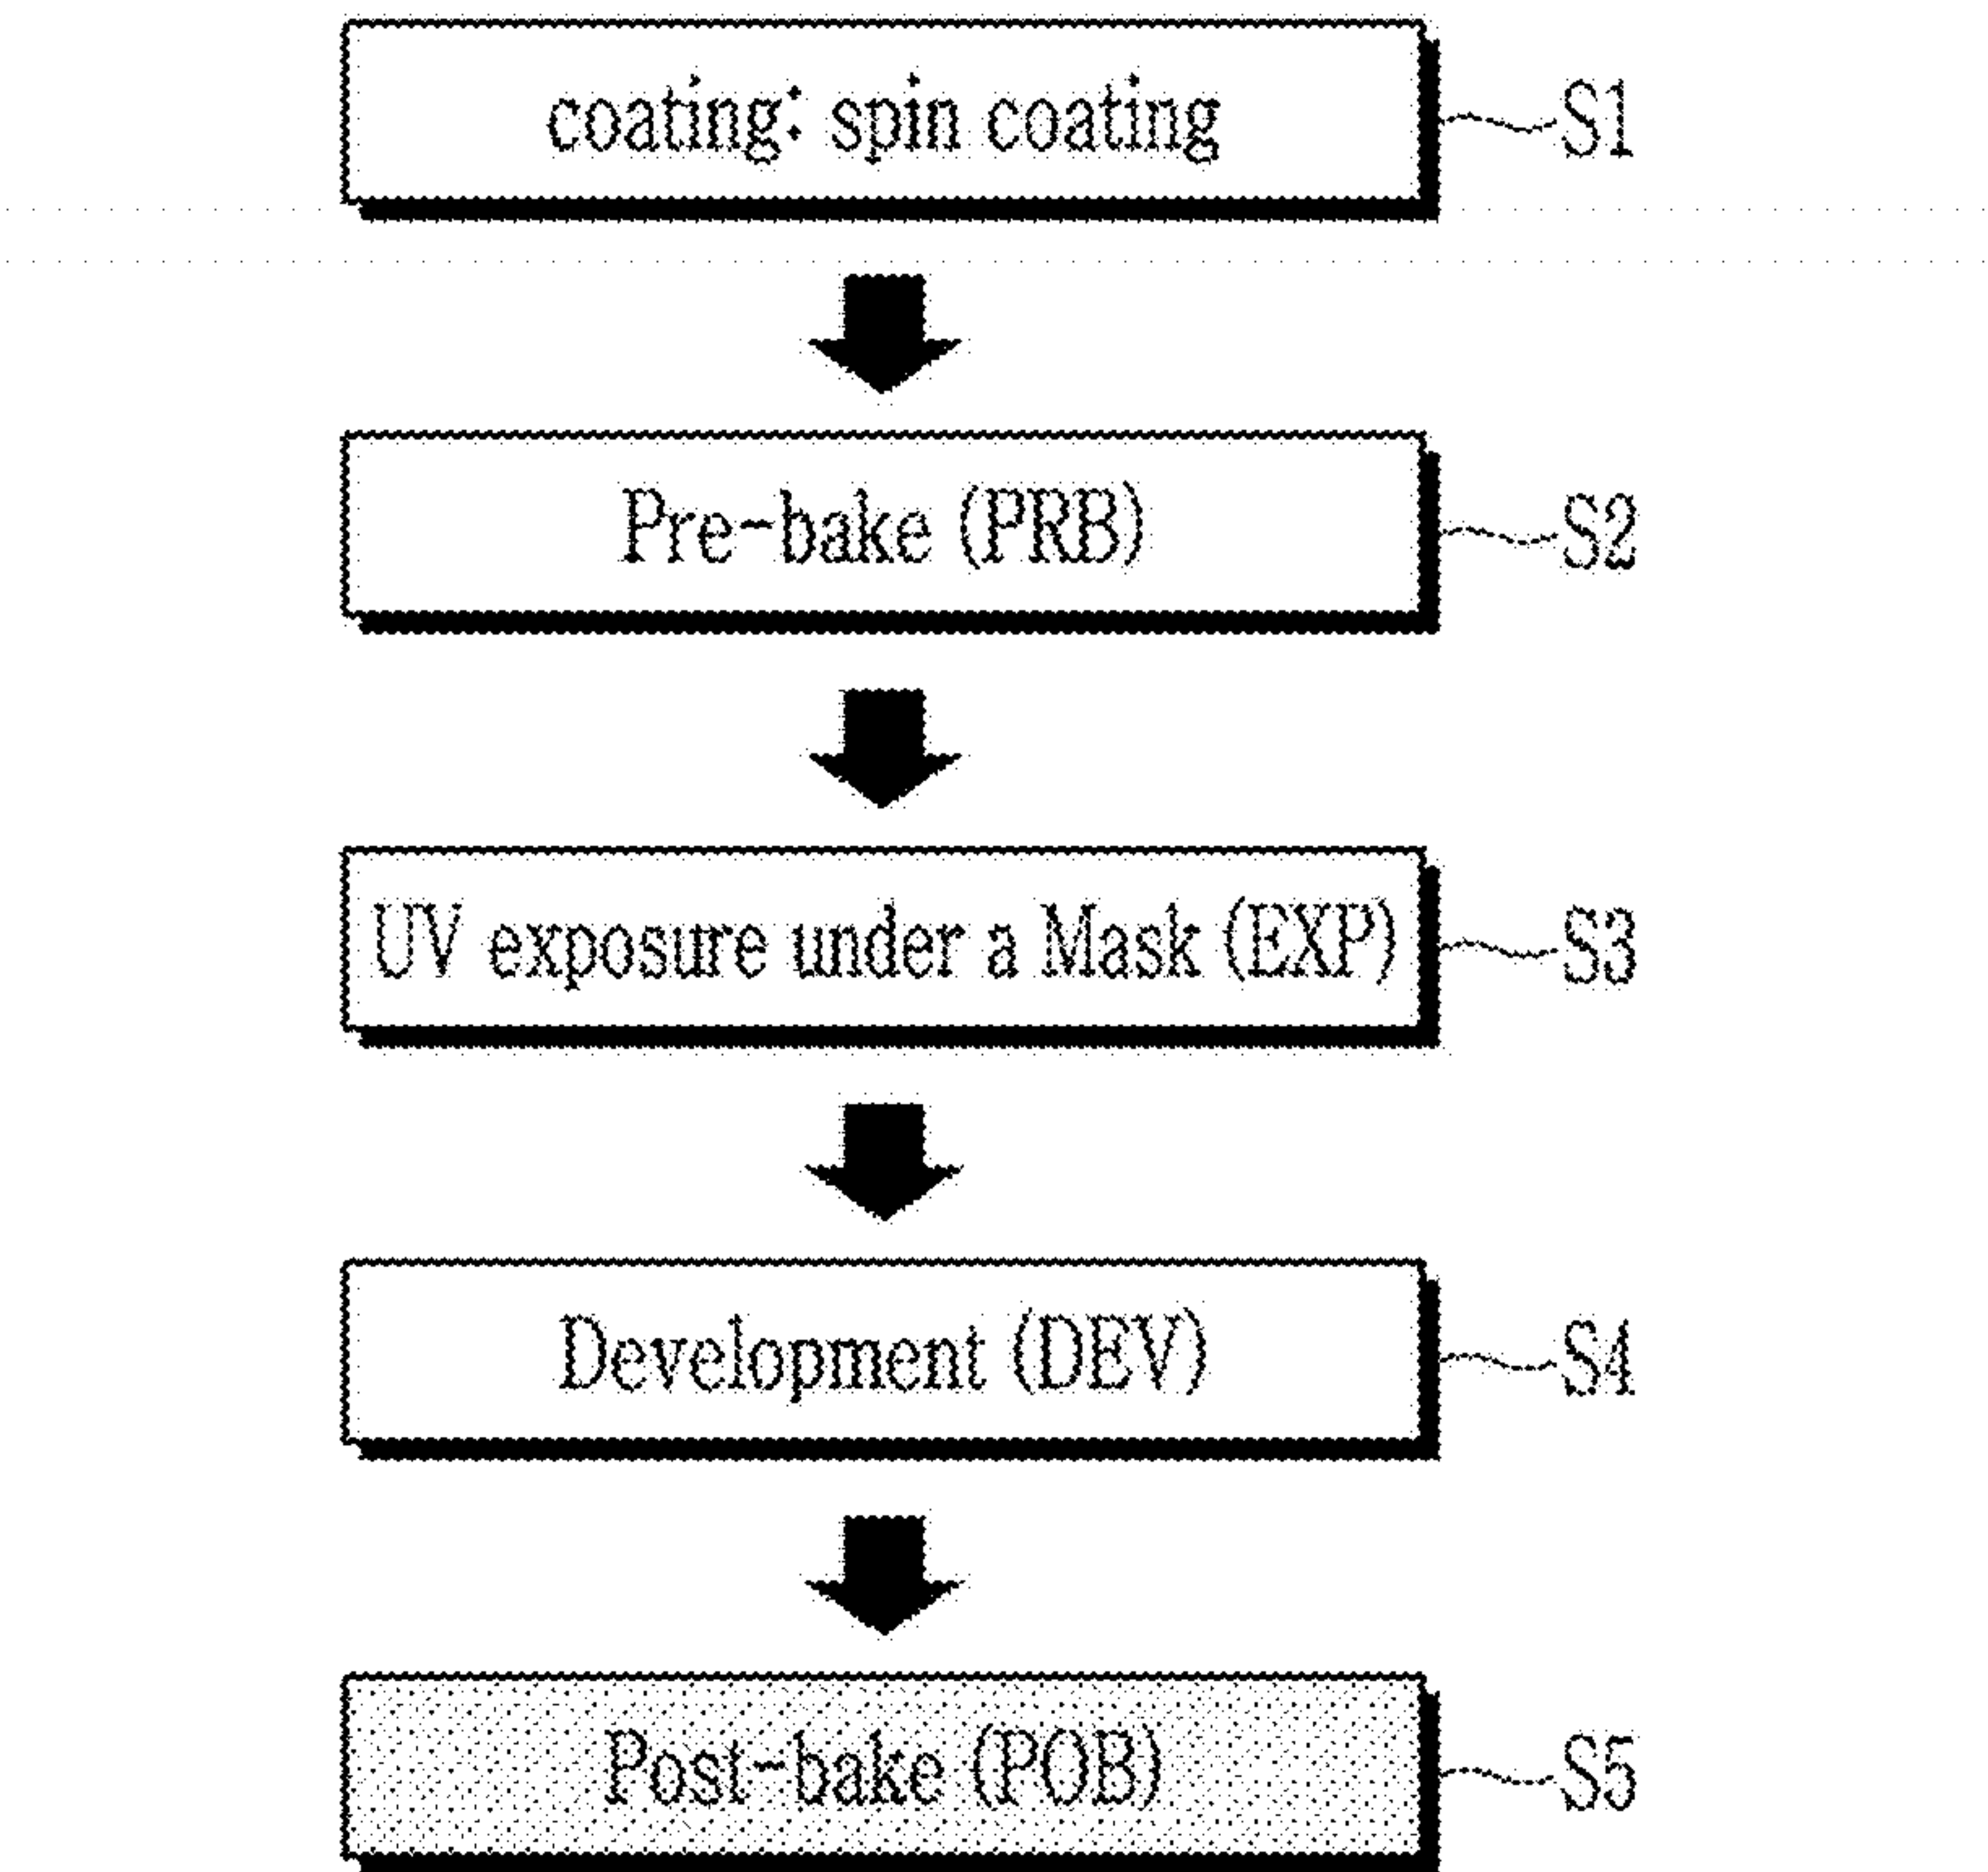 coating: spin coating S1
Pre-bake (PRB) S2
UV exposure under a Mask (EXP) S3
Development (DEV) S4
Post-bake (POB) S5